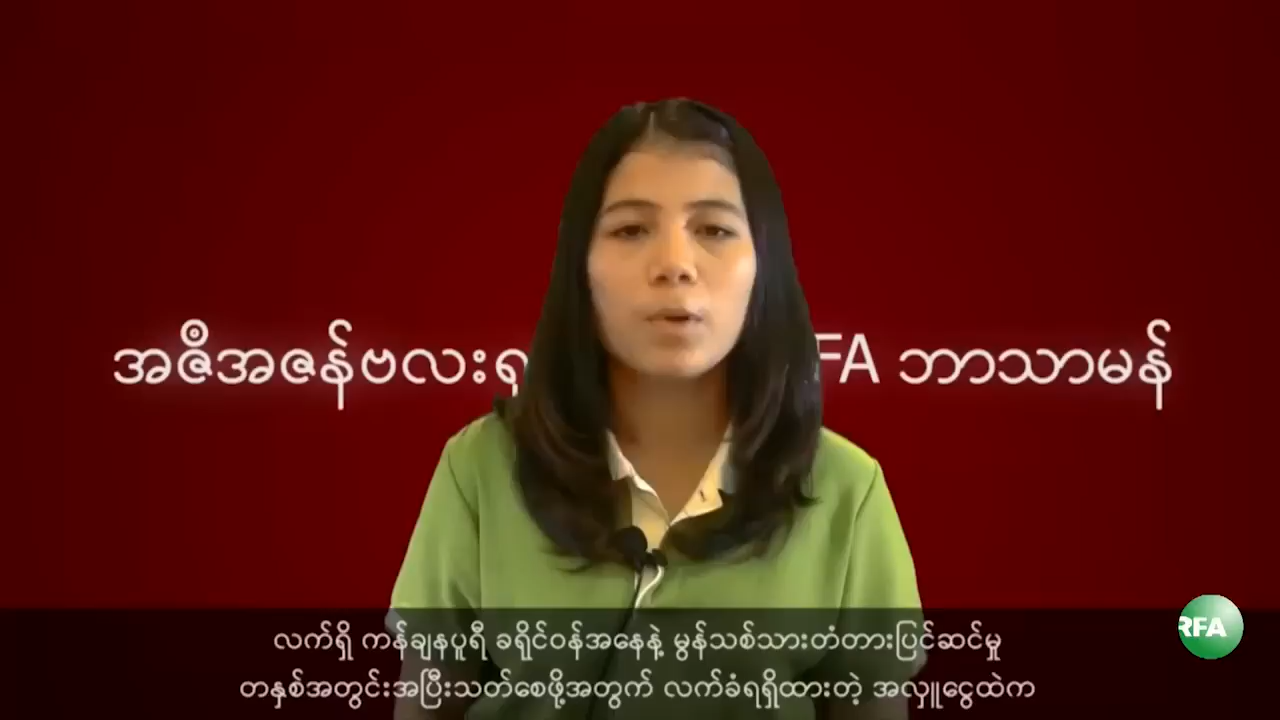 အဇီအဇန်ဗလးရ FA ဘာသာမန်
လက်ရှိ ကန်ချနပူရီ ခရိုင်ဝန်အနေနဲ့ မွန်သစ်သားတံတားပြင်ဆင်မှု
တနှစ်အတွင်းအပြီးသတ်စေဖို့အတွက် လက်ခံရရှိထားတဲ့ အလှူငွေထဲက
RFA